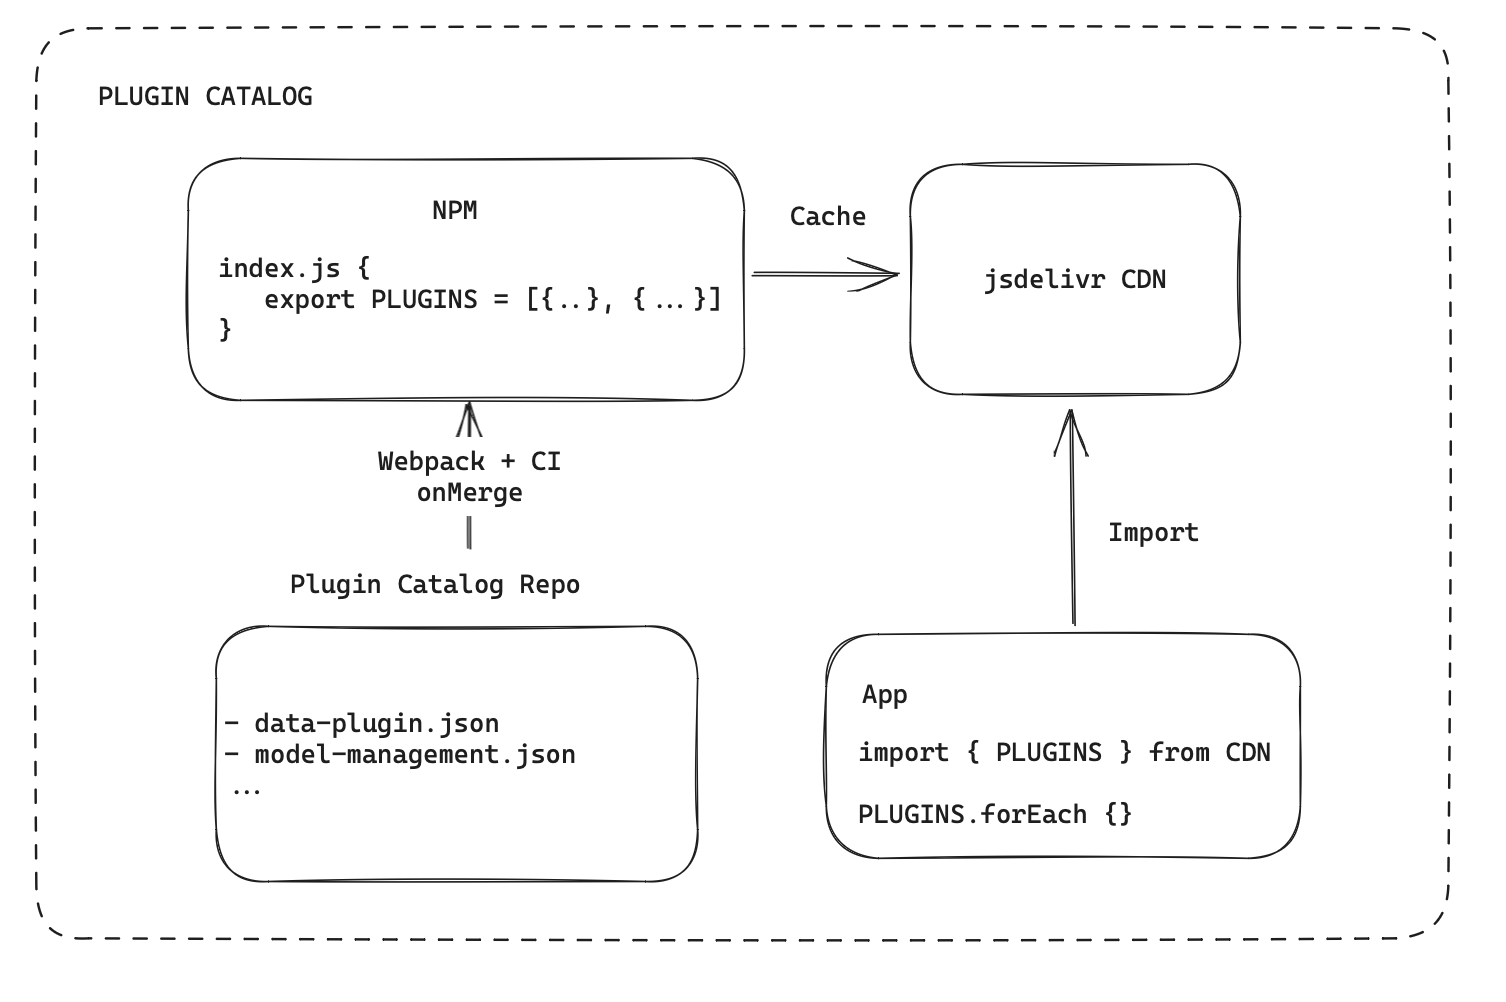 PLUGIN CATALOG
NPM
index.js {
export PLUGINS = [{..}, {...}]
}
Cache
jsdelivr CDN
Webpack + CI
onMerge
Import
Plugin Catalog Repo
- data-plugin.json
- model-management.json
...
App
import { PLUGINS } from CDN
PLUGINS.forEach {}